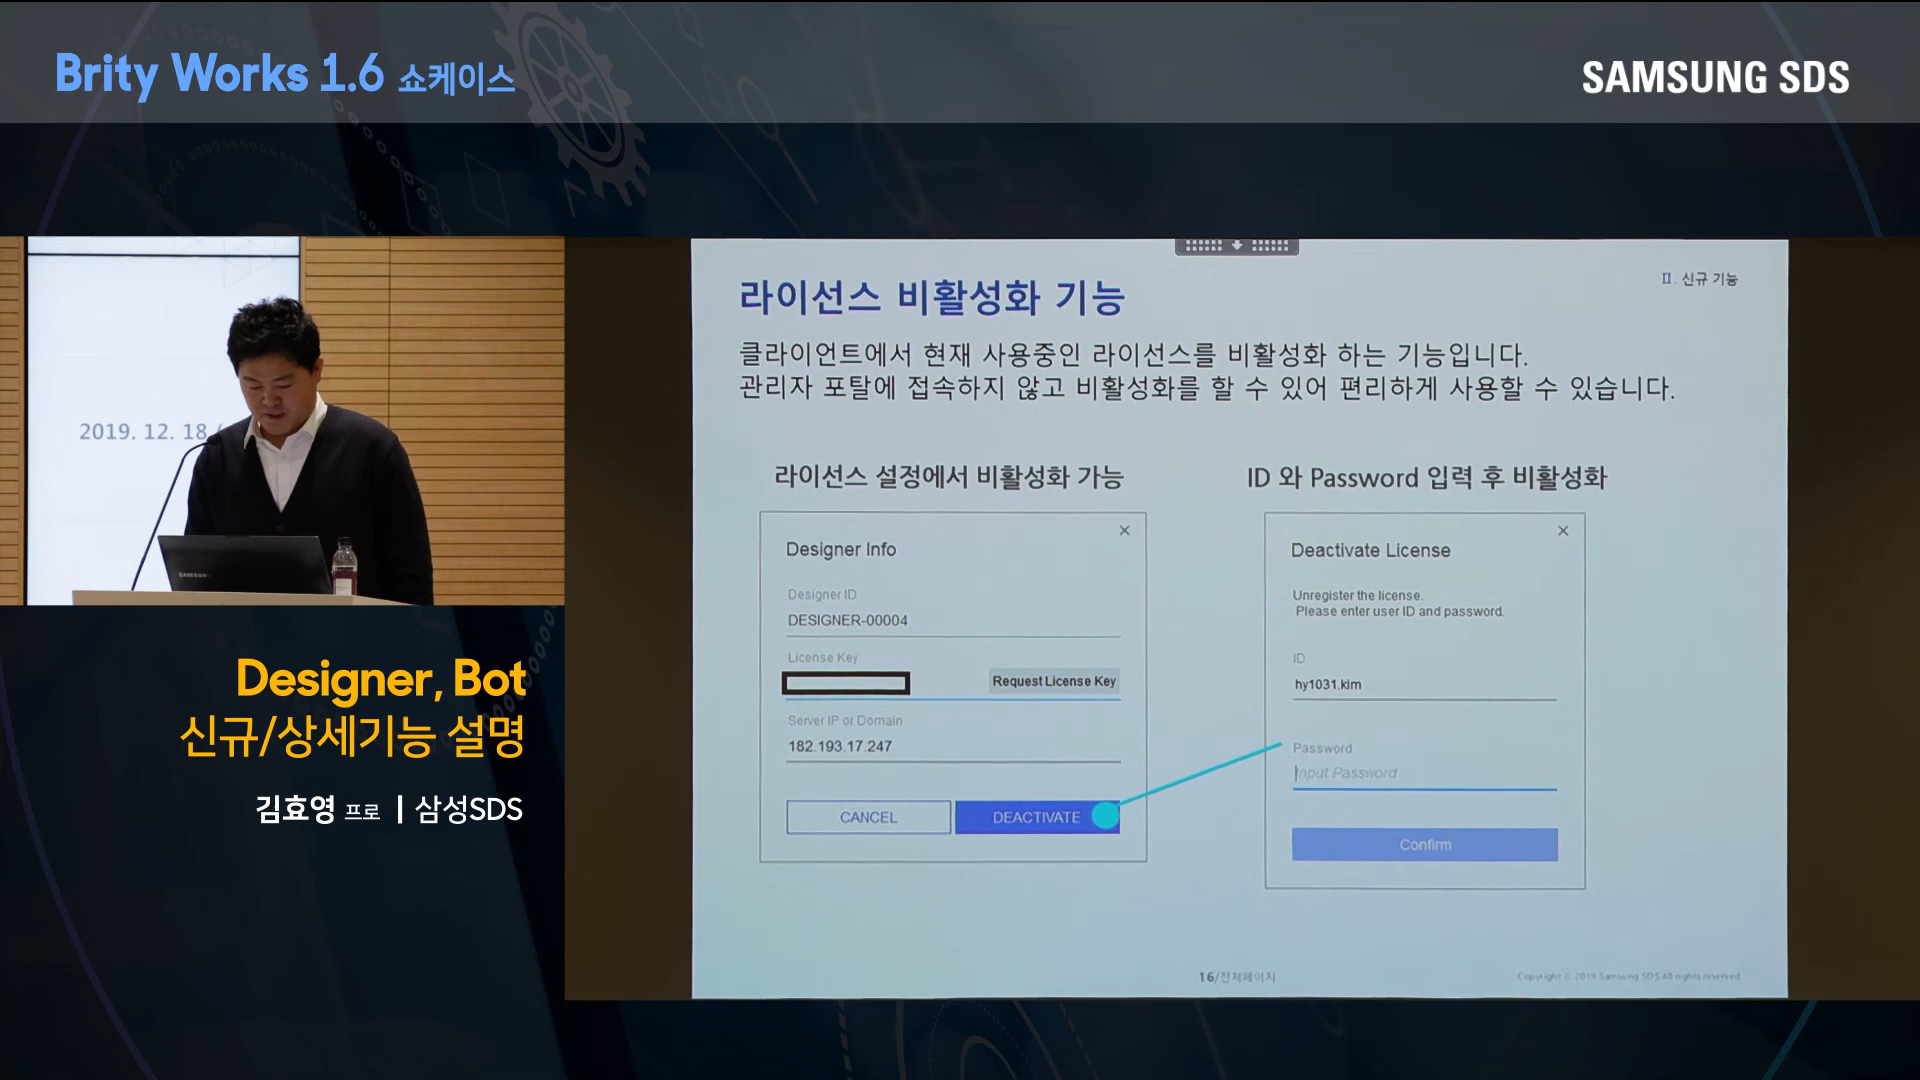 Brity Works 1.6 쇼케이스
SAMSUNG SDS
2019. 12. 18
SAMSUNG
Designer, Bot
신규/상세기능 설명
김효영 프로 | 삼성SDS
Ⅱ. 신규 기능
라이선스 비활성화 기능
클라이언트에서 현재 사용중인 라이선스를 비활성화 하는 기능입니다.
관리자 포탈에 접속하지 않고 비활성화를 할 수 있어 편리하게 사용할 수 있습니다.
라이선스 설정에서 비활성화 가능
Designer Info
Designer ID
DESIGNER-00004
License Key
Request License Key
Server IP or Domain
182.193.17.247
CANCEL
DEACTIVATE
ID 와 Password 입력 후 비활성화
Deactivate License
Unregister the license.
Please enter user ID and password.
ID
hy1031.kim
Password
Input Password
Confirm
16/전체페이지
Copyright © 2019 Samsung SDS All rights reserved